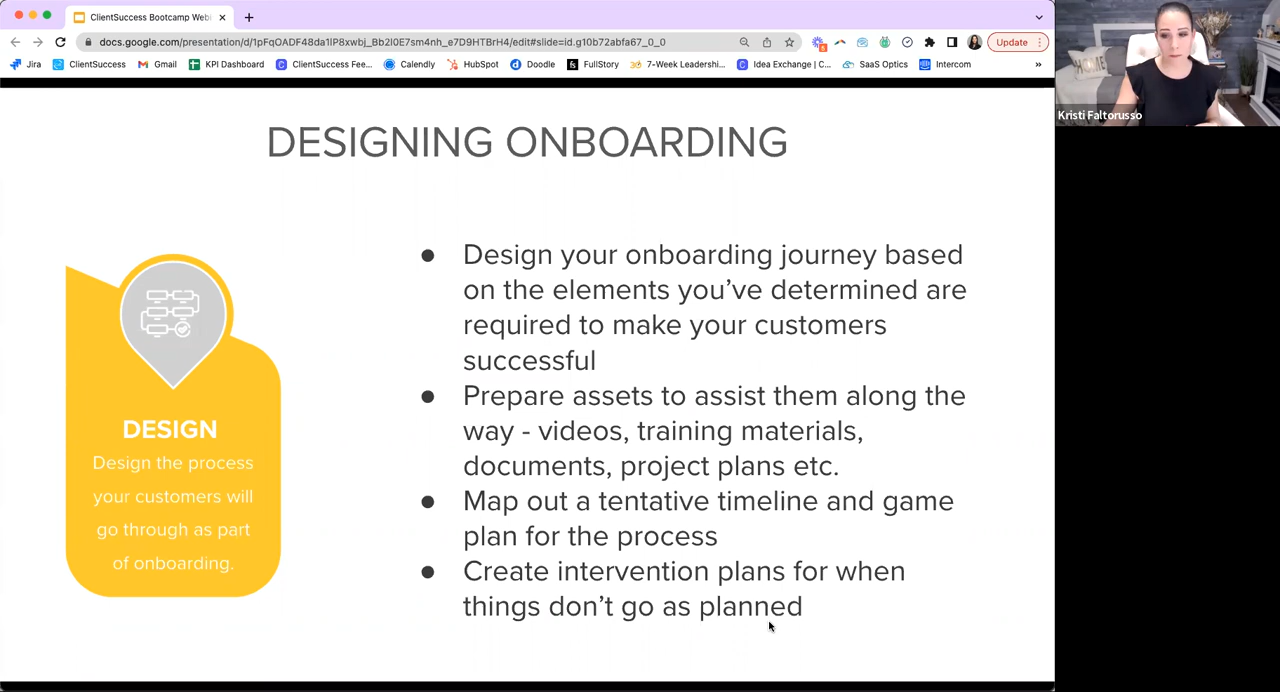 ClientSuccess Bootcamp Webi
docs.google.com/presentation/d/1pFqOADF48da1lP8xwbj_Bb2l0E7sm4nh_e7D9HTBrH4/edit#slide=id.g10b72abfa67_0_0
Update
Jira
ClientSuccess
Gmail
KPI Dashboard
ClientSuccess Fee...
Calendly
HubSpot
Doodle
FullStory
7-Week Leadershi...
Idea Exchange | C...
SaaS Optics
Intercom
HOME
Kristi Faltorusso
DESIGNING ONBOARDING
DESIGN
Design the process
your customers will
go through as part
of onboarding.
● Design your onboarding journey based
on the elements you’ve determined are
required to make your customers
successful
● Prepare assets to assist them along the
way - videos, training materials,
documents, project plans etc.
● Map out a tentative timeline and game
plan for the process
● Create intervention plans for when
things don’t go as planned